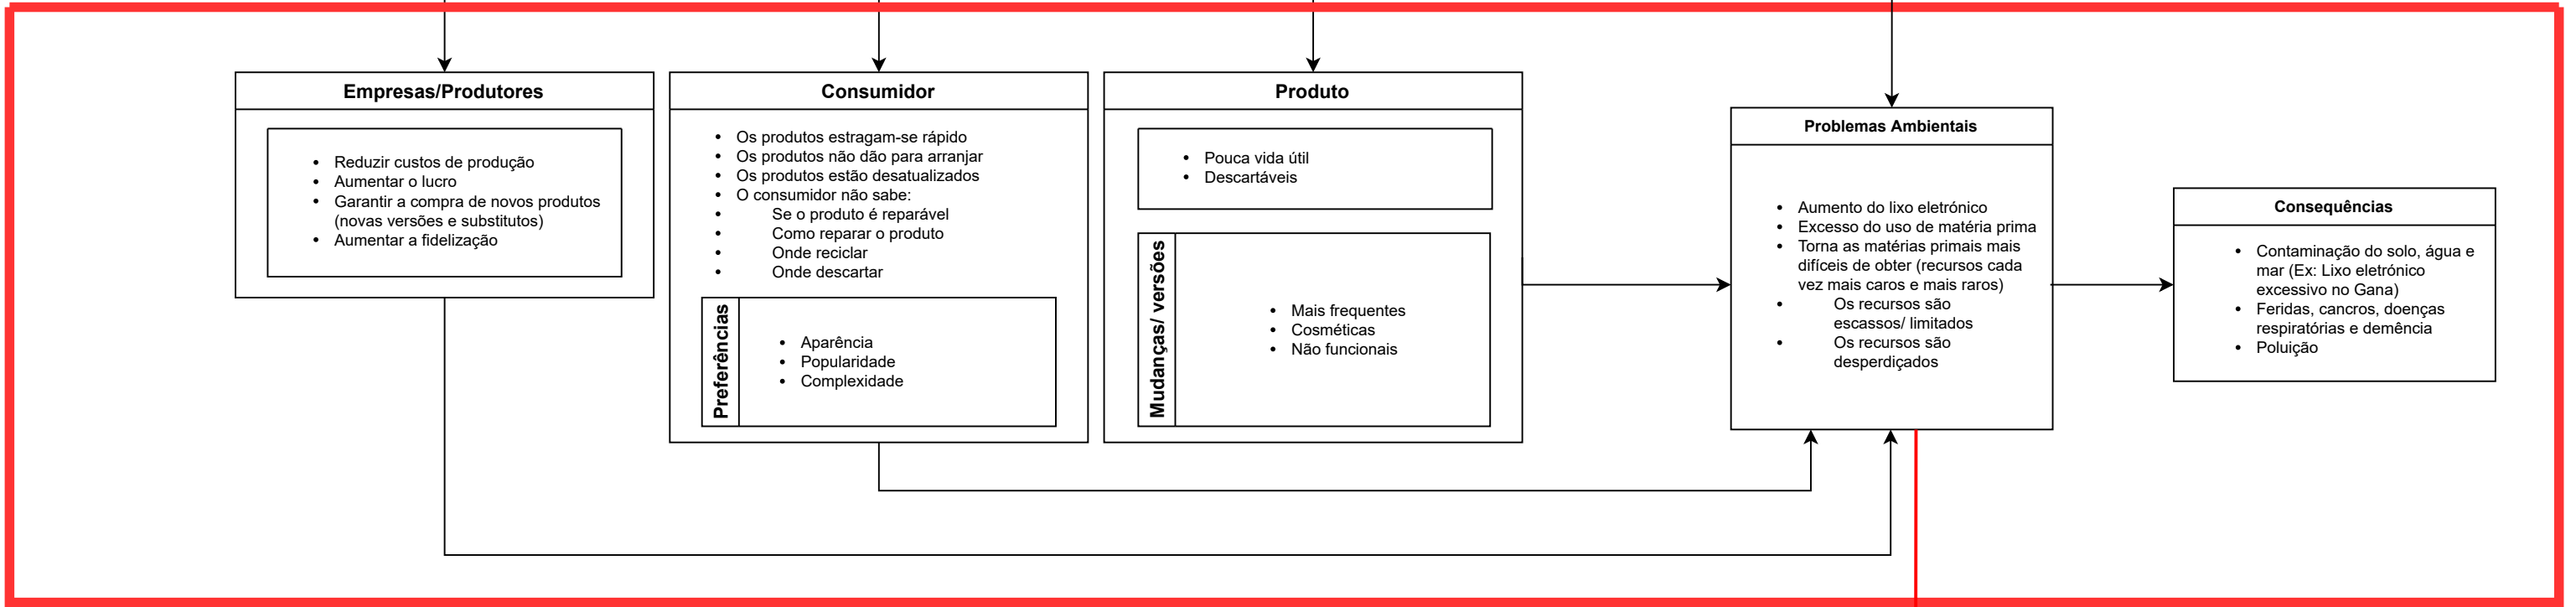 Empresas/Produtores
• Reduzir custos de produção
• Aumentar o lucro
• Garantir a compra de novos produtos
(novas versões e substitutos)
• Aumentar a fidelização
Consumidor
• Os produtos estragam-se rápido
• Os produtos não dão para arranjar
• Os produtos estão desatualizados
• O consumidor não sabe:
• Se o produto é reparável
• Como reparar o produto
• Onde reciclar
• Onde descartar
Preferências
• Aparência
• Popularidade
• Complexidade
Produto
• Pouca vida útil
• Descartáveis
Mudanças/ versões
• Mais frequentes
• Cosméticas
• Não funcionais
Problemas Ambientais
• Aumento do lixo eletrónico
• Excesso do uso de matéria prima
• Torna as matérias primais mais
difíceis de obter (recursos cada
vez mais caros e mais raros)
• Os recursos são
escassos/ limitados
• Os recursos são
desperdiçados
Consequências
• Contaminação do solo, água e
mar (Ex: Lixo eletrónico
excessivo no Gana)
• Feridas, cancros, doenças
respiratórias e demência
• Poluição